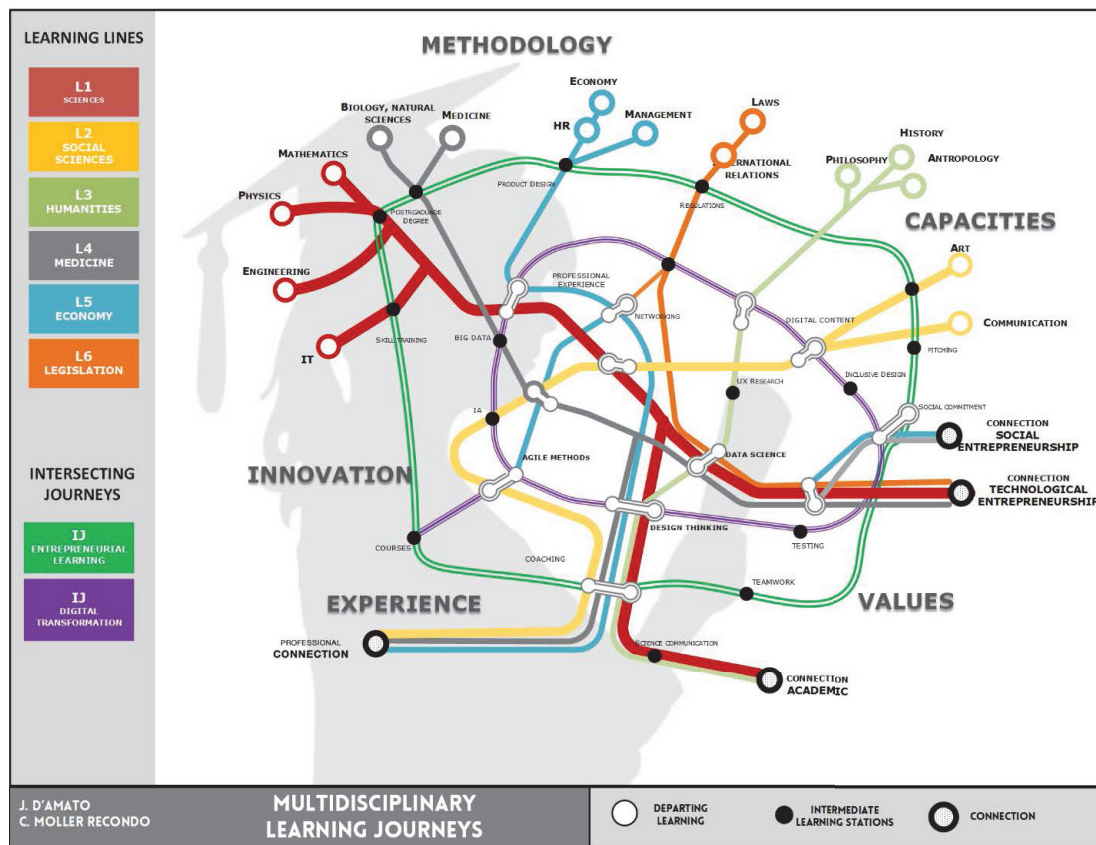 LEARNING LINES
L1
SCIENCES
L2
SOCIAL
SCIENCES
L3
HUMANITIES
L4
MEDICINE
L5
ECONOMY
L6
LEGISLATION
INTERSECTING
JOURNEYS
IJ
ENTREPRENEURIAL
LEARNING
IJ
DIGITAL
TRANSFORMATION
METHODOLOGY
ECONOMY
BIOLOGY, NATURAL
SCIENCES
MEDICINE
HR
MANAGEMENT
LAWS
INTERNATIONAL
RELATIONS
HISTORY
PHILOSOPHY
ANTROPOLOGY
MATHEMATICS
PHYSICS
POSTGRADUADE
DEGREE
PRODUCT DESIGN
REGULATIONS
CAPACITIES
ART
ENGINEERING
PROFESSIONAL
EXPERIENCE
NETWORKING
DIGITAL CONTENT
COMMUNICATION
IT
SKILL TRAINING
BIG DATA
PITCHING
UX RESEARCH
INCLUSIVE DESIGN
IA
SOCIAL COMMITMENT
CONNECTION
SOCIAL
ENTREPRENEURSHIP
INNOVATION
AGILE METHODS
DATA SCIENCE
CONNECTION
TECHNOLOGICAL
ENTREPRENEURSHIP
DESIGN THINKING
COURSES
COACHING
TESTING
TEAMWORK
EXPERIENCE
VALUES
PROFESSIONAL
CONNECTION
SCIENCE COMMUNICATION
CONNECTION
ACADEMIC
J. D'AMATO
C. MOLLER RECONDO
MULTIDISCIPLINARY
LEARNING JOURNEYS
DEPARTING
LEARNING
INTERMEDIATE
LEARNING STATIONS
CONNECTION